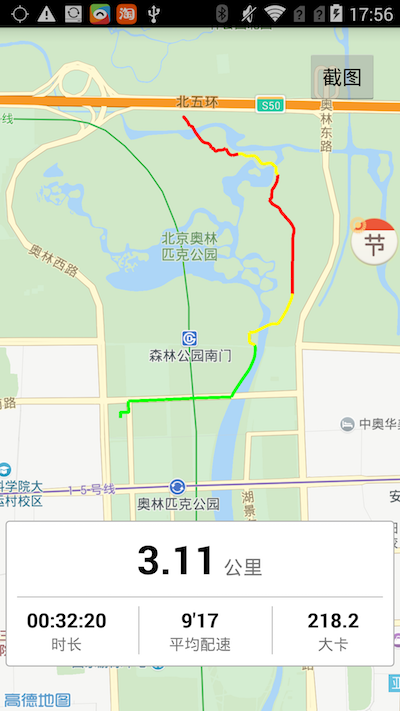 17:56
截图
北五环
S50
奥林东路
奥林西路
节
北京奥林
匹克公园
森林公园南门
路
中奥华
科学院大
运村校区
1-5-号线
奥林匹克公园
湖景
安
3.11 公里
00:32:20
9'17
218.2
时长
平均配速
大卡
高德地图